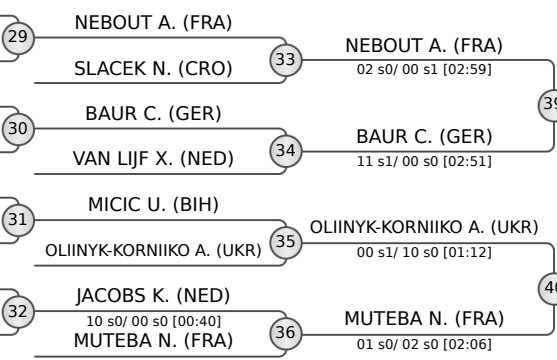 29
NEBOUT A. (FRA)
SLACEK N. (CRO)
33
NEBOUT A. (FRA)
02 s0/ 00 s1 [02:59]
30
BAUR C. (GER)
VAN LIJF X. (NED)
34
BAUR C. (GER)
11 s1/ 00 s0 [02:51]
39
31
MICIC U. (BIH)
OLIINYK-KORNIIKO A. (UKR)
35
OLIINYK-KORNIIKO A. (UKR)
00 s1/ 10 s0 [01:12]
32
JACOBS K. (NED)
10 s0/ 00 s0 [00:40]
MUTEBA N. (FRA)
36
MUTEBA N. (FRA)
01 s0/ 02 s0 [02:06]
40